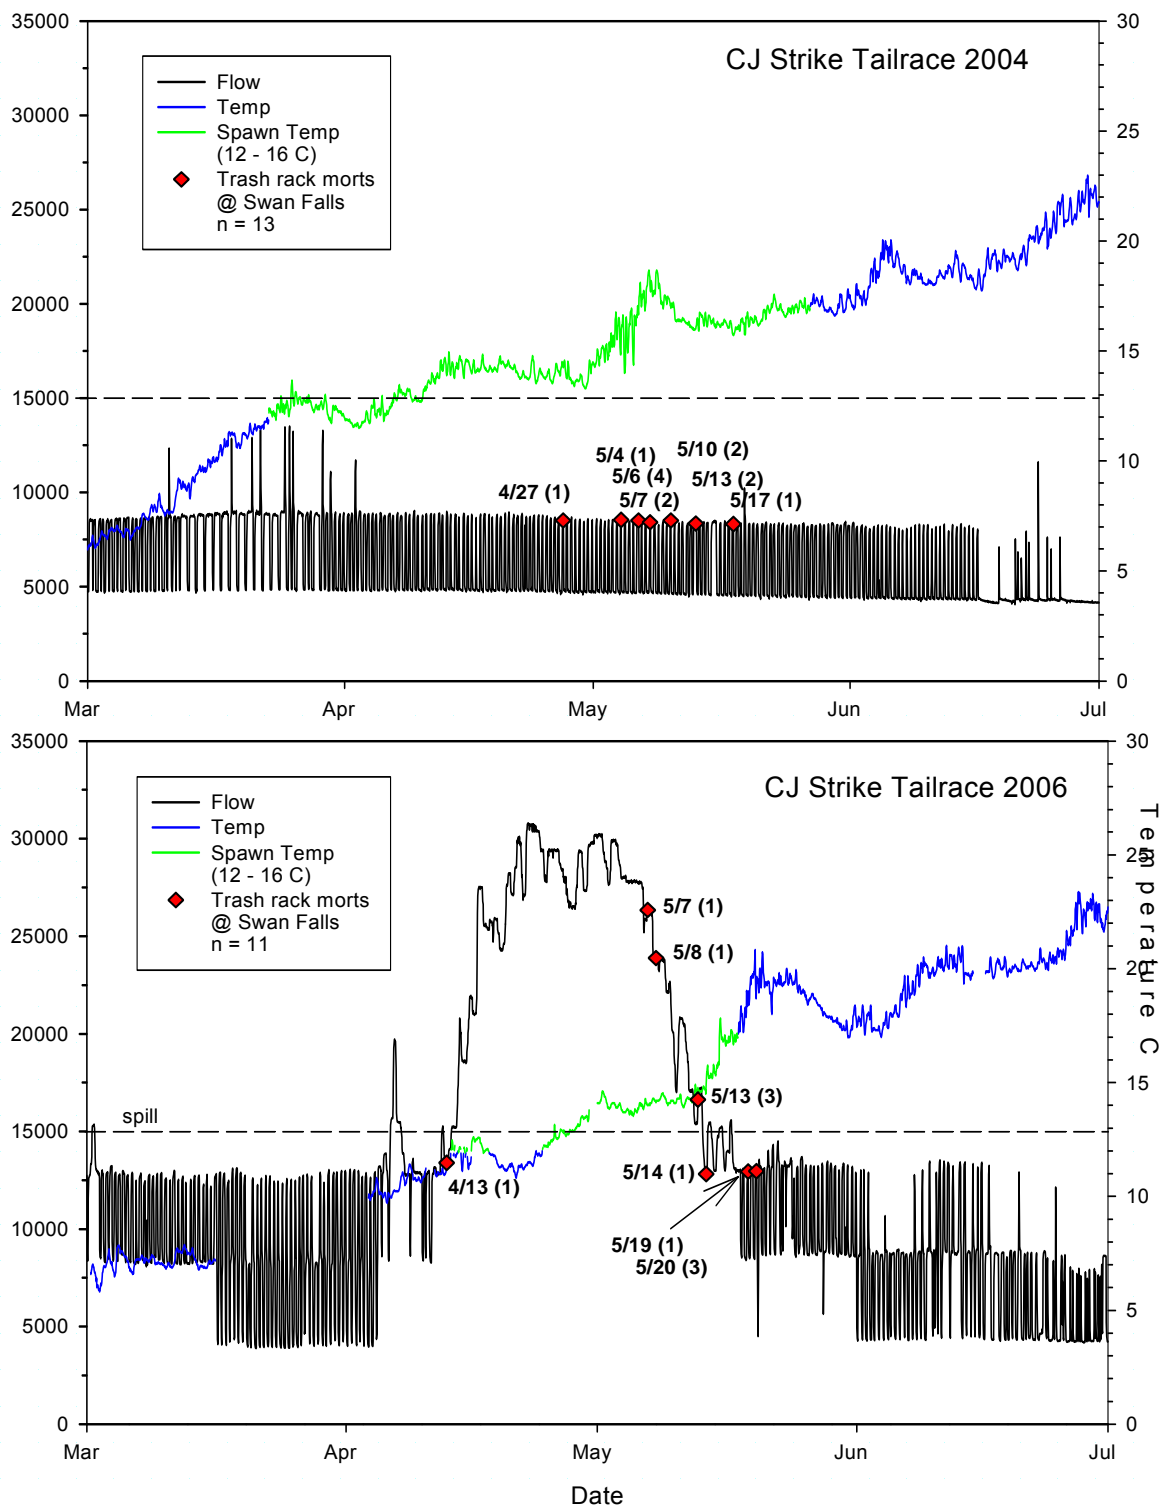 CJ Strike Tailrace 2004
Flow
Temp
Spawn Temp
(12 - 16 C)
Trash rack morts
@ Swan Falls
n = 13
35000
30000
25000
20000
15000
10000
5000
0
30
25
20
15
10
5
0
5/4 (1)
5/10 (2)
5/6 (4)
5/13 (2)
4/27 (1)
5/7 (2)
5/17 (1)
Mar
Apr
May
Jun
Jul
CJ Strike Tailrace 2006
Flow
Temp
Spawn Temp
(12 - 16 C)
Trash rack morts
@ Swan Falls
n = 11
35000
30000
25000
20000
15000
10000
5000
0
30
25
20
15
10
5
0
Temperature C
spill
5/7 (1)
5/8 (1)
5/13 (3)
5/14 (1)
4/13 (1)
5/19 (1)
5/20 (3)
Mar
Apr
May
Jun
Jul
Date